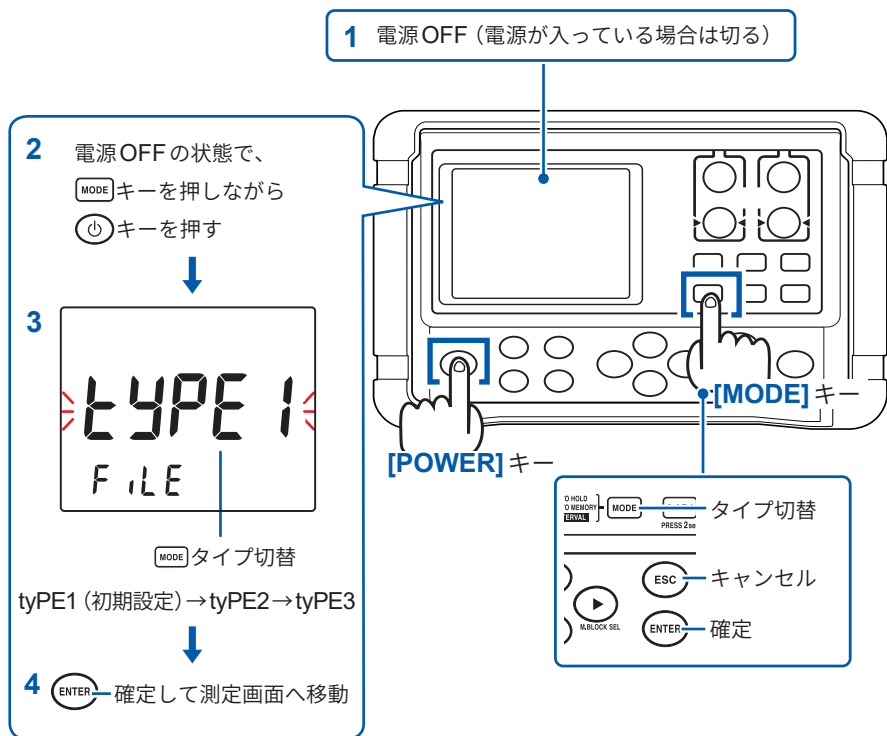 1 電源OFF（電源が入っている場合は切る）
2 電源OFFの状態で、
MODE キーを押しながら
キーを押す
3
tYPE1
FiLE
MODE タイプ切替
tyPE1（初期設定）→tyPE2→tyPE3
4 ENTER 確定して測定画面へ移動
[MODE]キー
[POWER]キー
O HOLD
O MEMORY
ERVAL
MODE
タイプ切替
PRESS 2se
ESC
キャンセル
M.BLOCK SEL
ENTER
確定